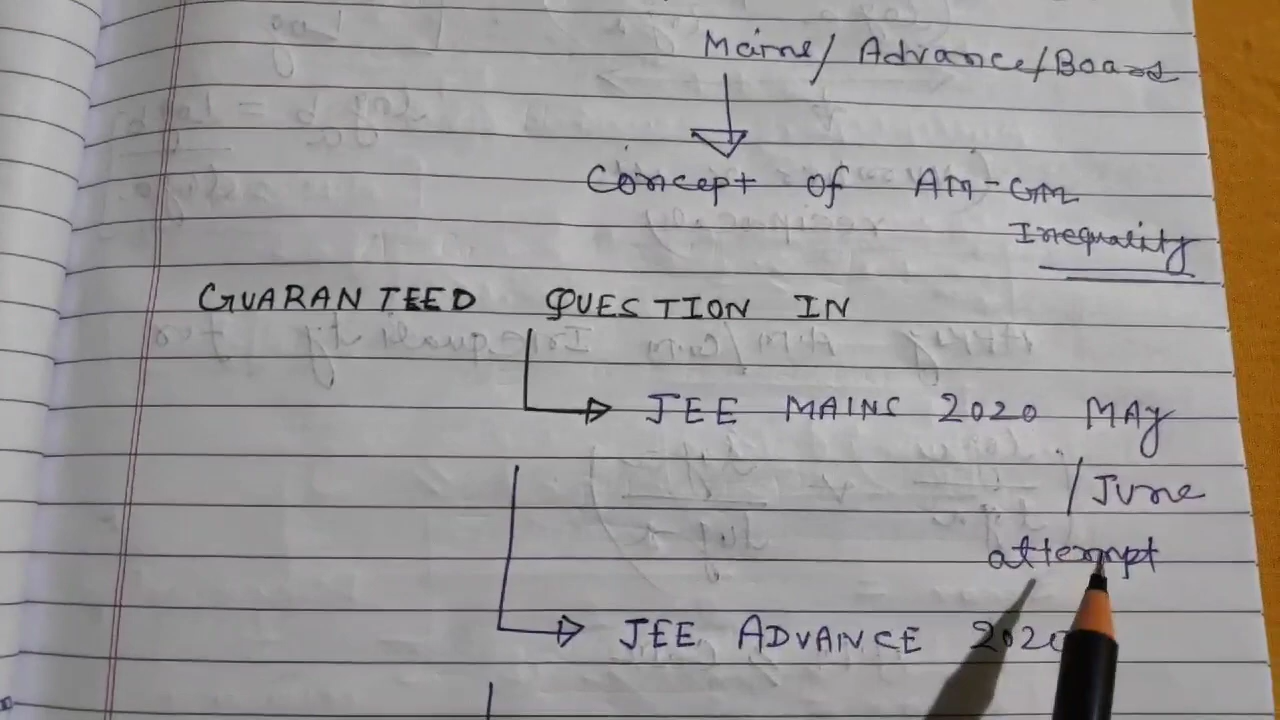 Mains/ Advance/Board
Concept of AM-GM
Inequality
GUARANTEED QUESTION IN
JEE MAINS 2020 MAY
/June
attempt
JEE ADVANCE 2020